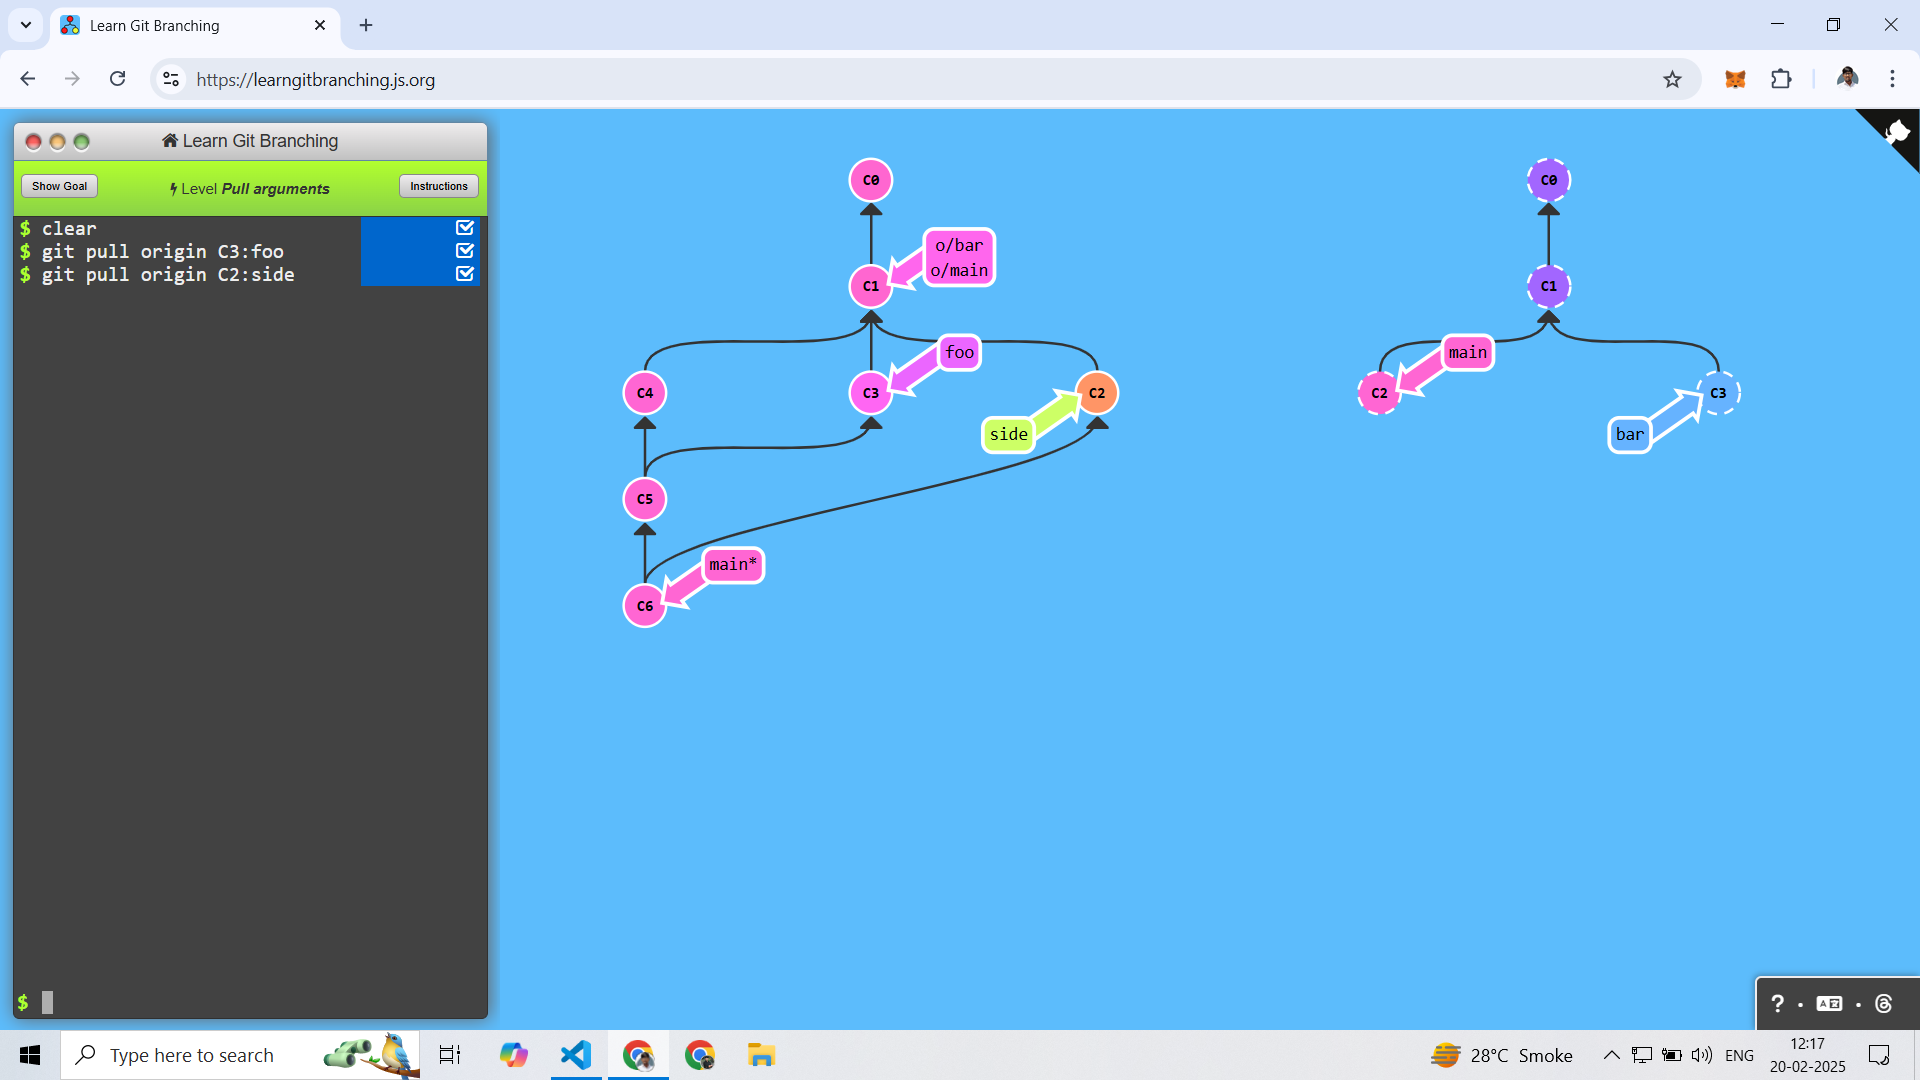 Learn Git Branching
https://learngitbranching.js.org
Learn Git Branching
Show Goal
Level Pull arguments
Instructions
$ clear
$ git pull origin C3:foo
$ git pull origin C2:side
$
C0
o/bar
o/main
C1
foo
C4
C3
C2
side
C5
main*
C6
C0
C1
main
C2
C3
bar
?
Type here to search
28°C Smoke
ENG
12:17
20-02-2025